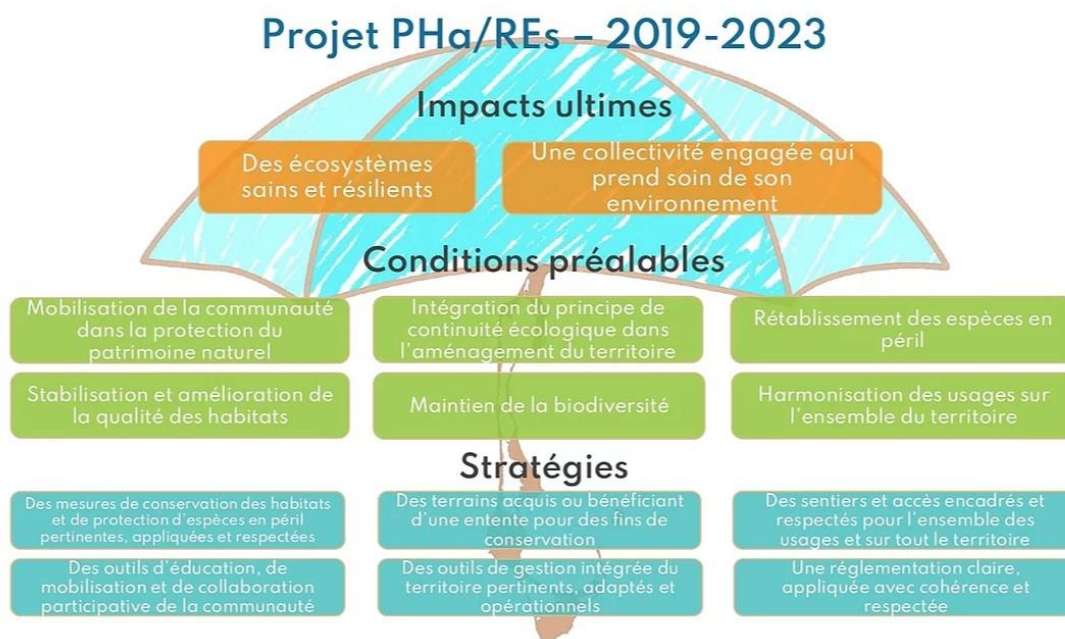 Projet PHa/REs – 2019-2023
Impacts ultimes
Des écosystèmes
sains et résilients
Une collectivité engagée qui
prend soin de son
environnement
Conditions préalables
Mobilisation de la communauté
dans la protection du
patrimoine naturel
Intégration du principe de
continuité écologique dans
l'aménagement du territoire
Rétablissement des espèces en
péril
Stabilisation et amélioration de
la qualité des habitats
Maintien de la biodiversité
Harmonisation des usages sur
l'ensemble du territoire
Stratégies
Des mesures de conservation des habitats
et de protection d'espèces en péril
pertinentes, appliquées et respectées
Des terrains acquis ou bénéficiant
d'une entente pour des fins de
conservation
Des sentiers et accès encadrés et
respectés pour l'ensemble des
usages et sur tout le territoire
Des outils d'éducation, de
mobilisation et de collaboration
participative de la communauté
Des outils de gestion intégrée du
territoire pertinents, adaptés et
opérationnels
Une réglementation claire,
appliquée avec cohérence et
respectée